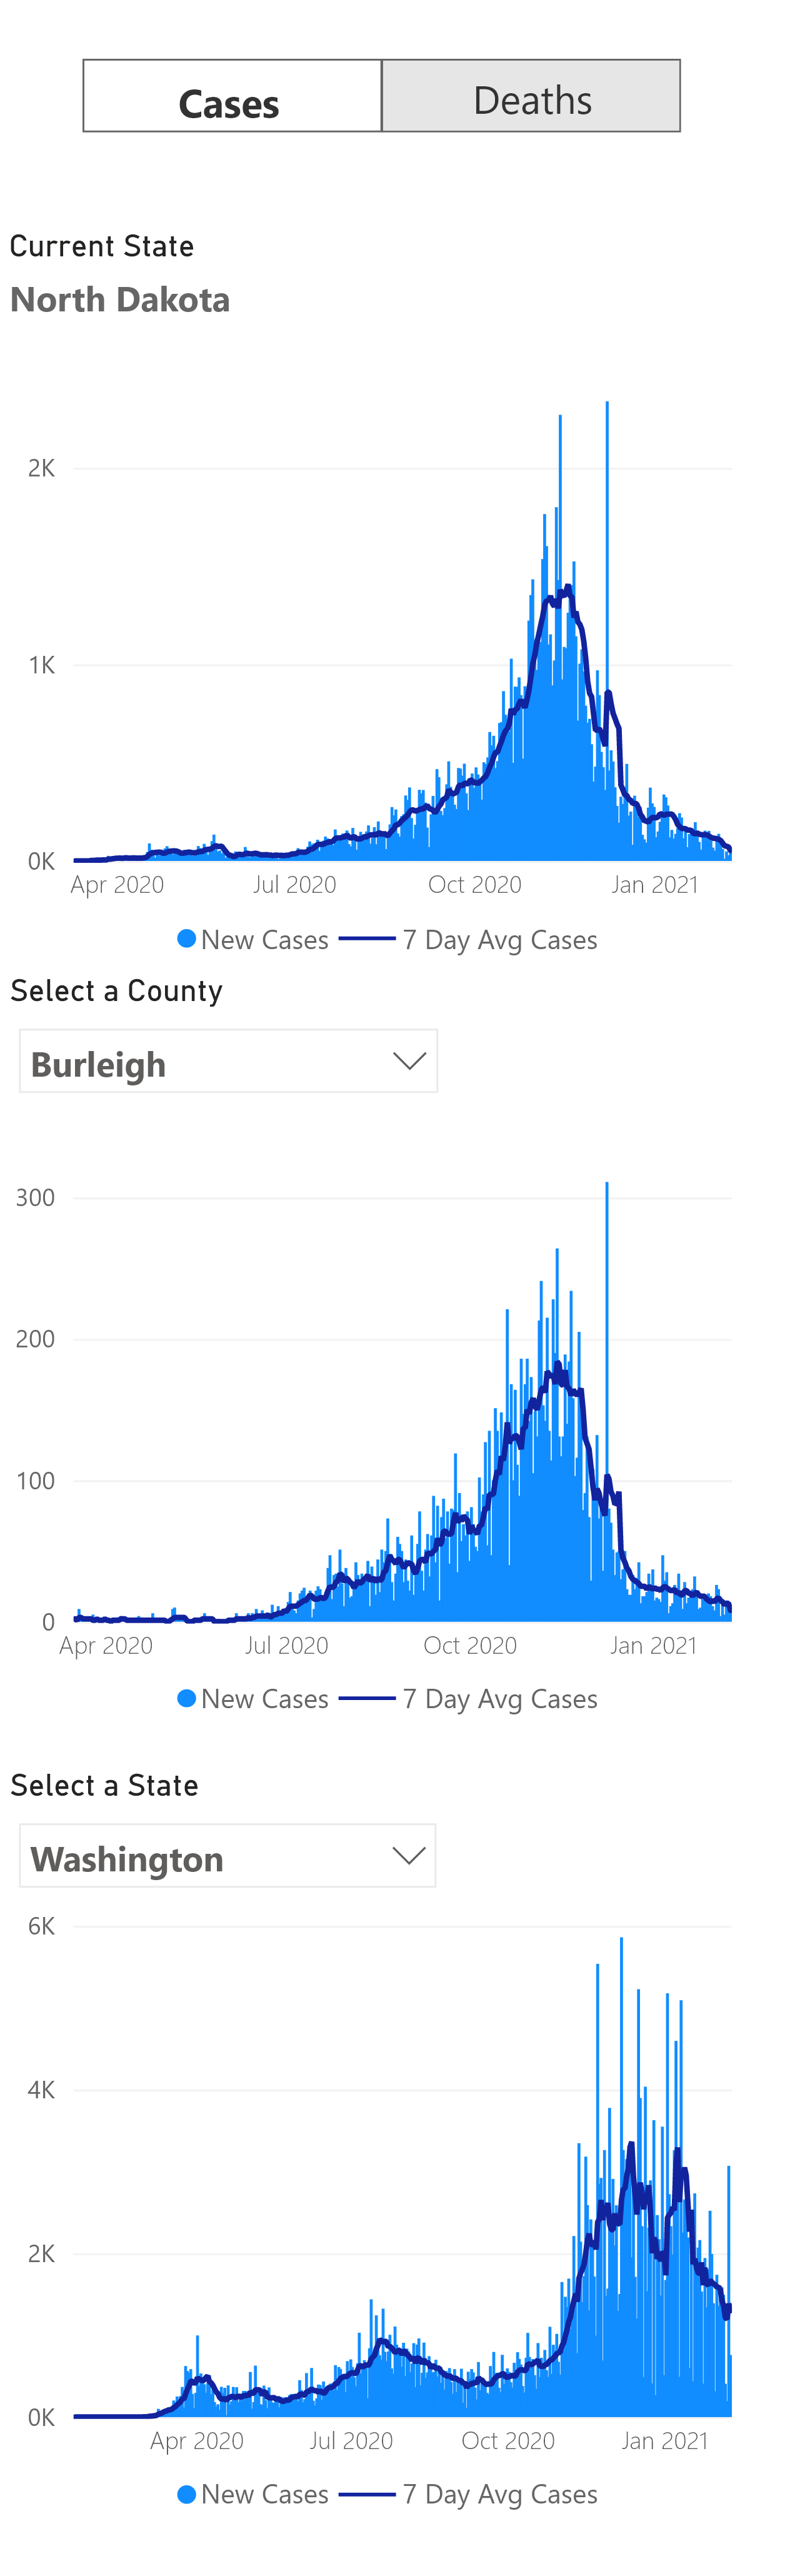 Cases Deaths
Current State
North Dakota
2K
1K
0K
Apr 2020 Jul 2020 Oct 2020 Jan 2021
New Cases 7 Day Avg Cases
Select a County
Burleigh
300
200
100
0
Apr 2020 Jul 2020 Oct 2020 Jan 2021
New Cases 7 Day Avg Cases
Select a State
Washington
6K
4K
2K
0K
Apr 2020 Jul 2020 Oct 2020 Jan 2021
New Cases 7 Day Avg Cases